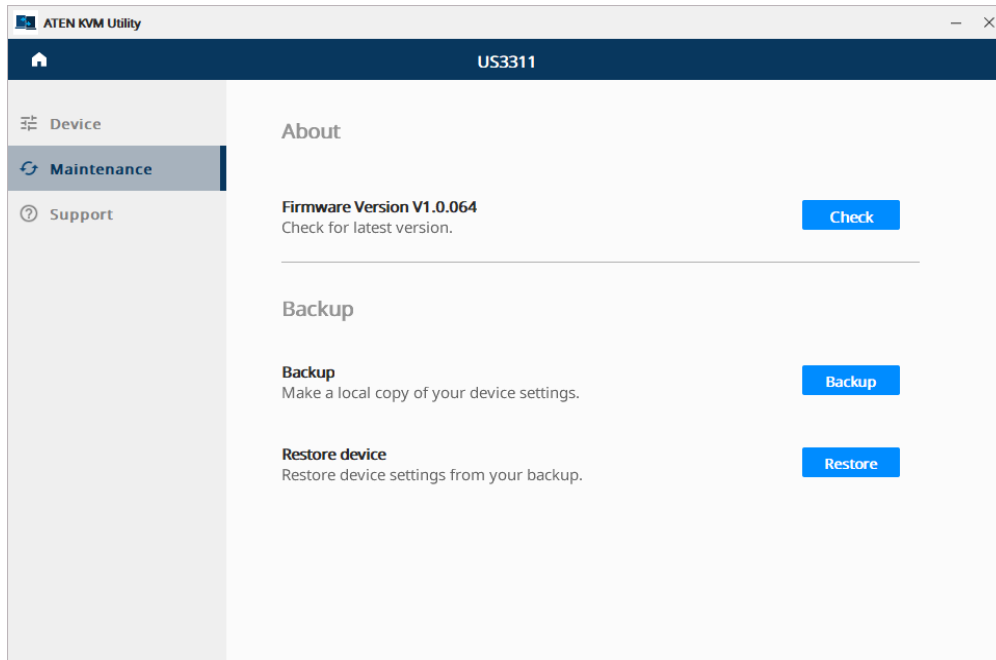 ATEN KVM Utility
US3311
Device
Maintenance
Support
About
Firmware Version V1.0.064
Check for latest version.
Check
Backup
Backup
Make a local copy of your device settings.
Backup
Restore device
Restore device settings from your backup.
Restore